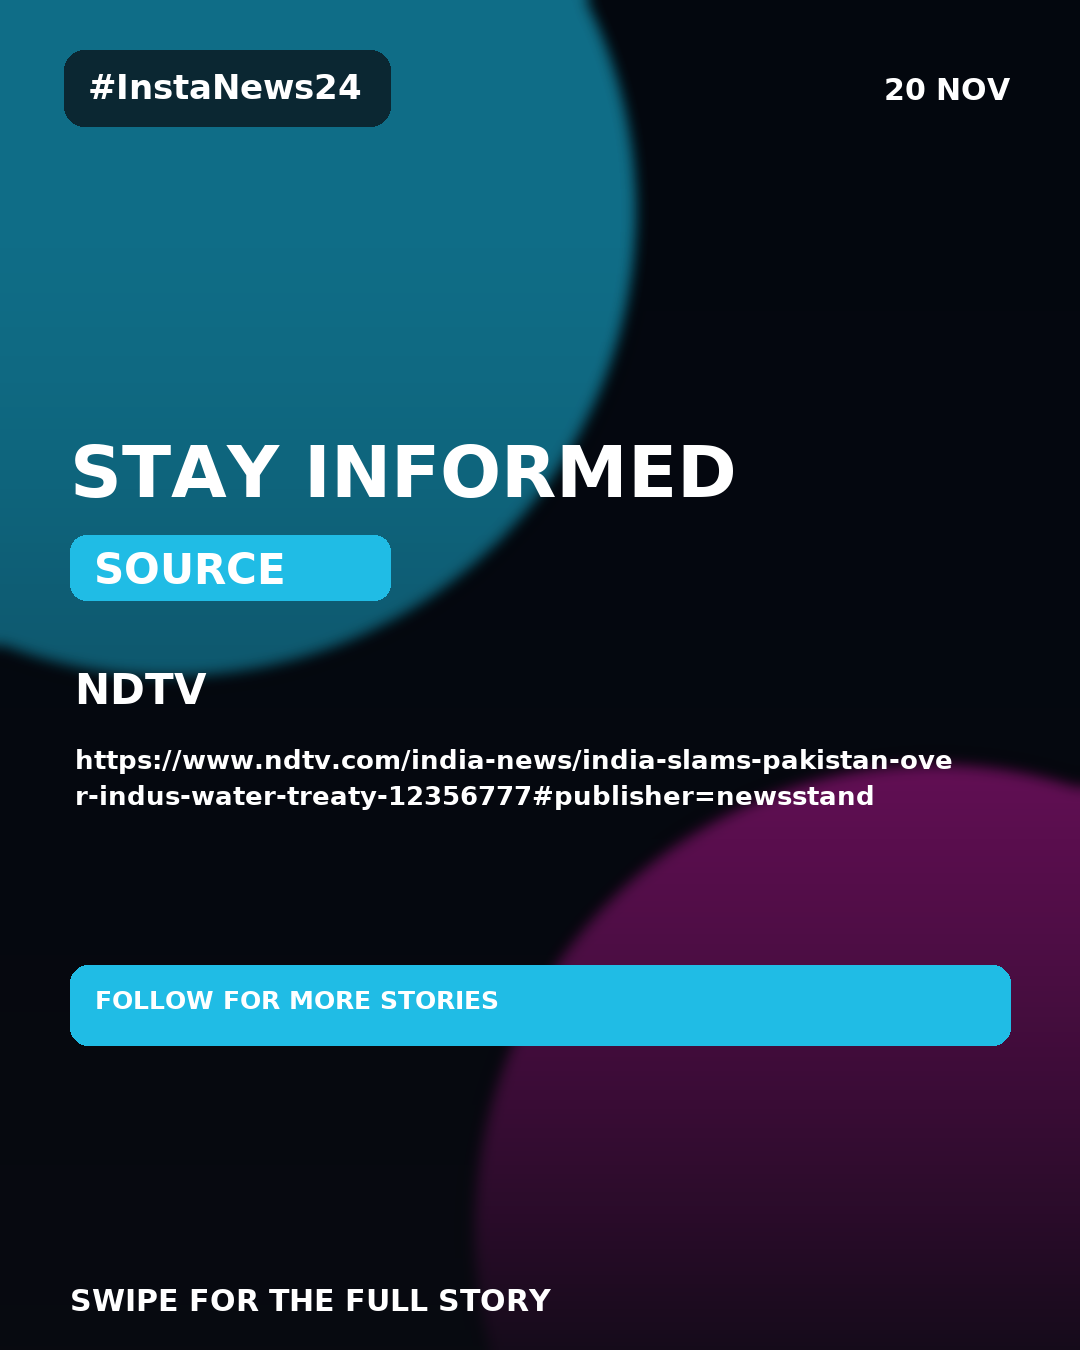 #InstaNews24
20 NOV
STAY INFORMED
SOURCE
NDTV
https://www.ndtv.com/india-news/india-slams-pakistan-ove
r-indus-water-treaty-12356777#publisher=newsstand
FOLLOW FOR MORE STORIES
SWIPE FOR THE FULL STORY